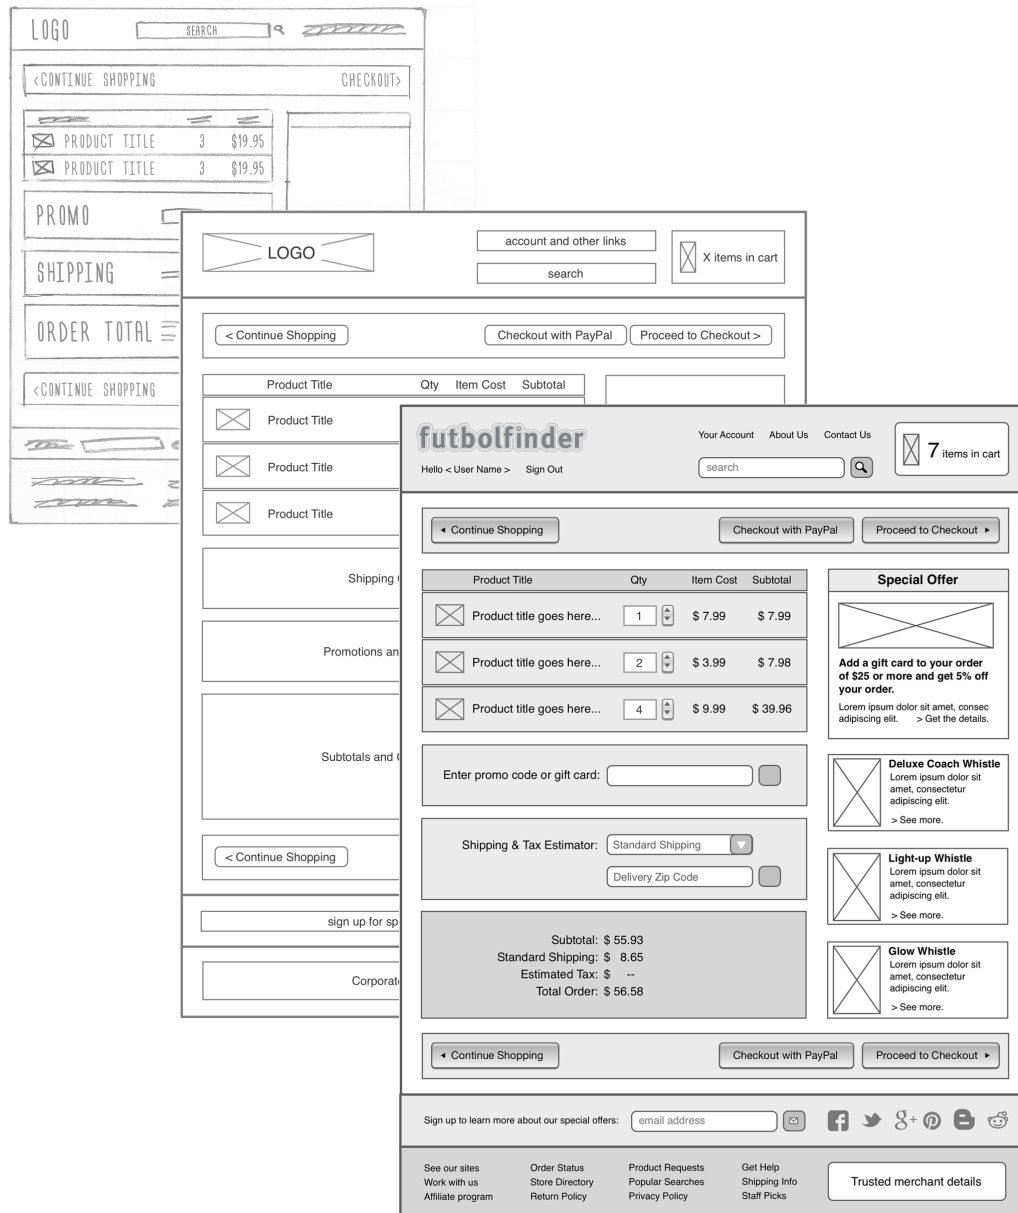 LOGO
SEARCH
<CONTINUE SHOPPING CHECKOUT>
PRODUCT TITLE 3 $19.95
PRODUCT TITLE 3 $19.95
PROMO
SHIPPING
ORDER TOTAL
<CONTINUE SHOPPING
LOGO
account and other links
search
X items in cart
< Continue Shopping Checkout with PayPal Proceed to Checkout >
Product Title Qty Item Cost Subtotal
Product Title
Product Title
Product Title
Shipping
Promotions an
Subtotals and
< Continue Shopping
sign up for sp
Corporat
futbolfinder
Hello < User Name > Sign Out
Your Account About Us Contact Us
search
7 items in cart
Continue Shopping Checkout with PayPal Proceed to Checkout
Product Title Qty Item Cost Subtotal
Product title goes here... 1 $ 7.99 $ 7.99
Product title goes here... 2 $ 3.99 $ 7.98
Product title goes here... 4 $ 9.99 $ 39.96
Enter promo code or gift card:
Shipping & Tax Estimator: Standard Shipping
Delivery Zip Code
Subtotal: $ 55.93
Standard Shipping: $ 8.65
Estimated Tax: $ --
Total Order: $ 56.58
Special Offer
Add a gift card to your order
of $25 or more and get 5% off
your order.
Lorem ipsum dolor sit amet, consec
adipiscing elit. > Get the details.
Deluxe Coach Whistle
Lorem ipsum dolor sit
amet, consectetur
adipiscing elit.
> See more.
Light-up Whistle
Lorem ipsum dolor sit
amet, consectetur
adipiscing elit.
> See more.
Glow Whistle
Lorem ipsum dolor sit
amet, consectetur
adipiscing elit.
> See more.
Continue Shopping Checkout with PayPal Proceed to Checkout
Sign up to learn more about our special offers: email address
See our sites Order Status Product Requests Get Help
Work with us Store Directory Popular Searches Shipping Info
Affiliate program Return Policy Privacy Policy Staff Picks
Trusted merchant details